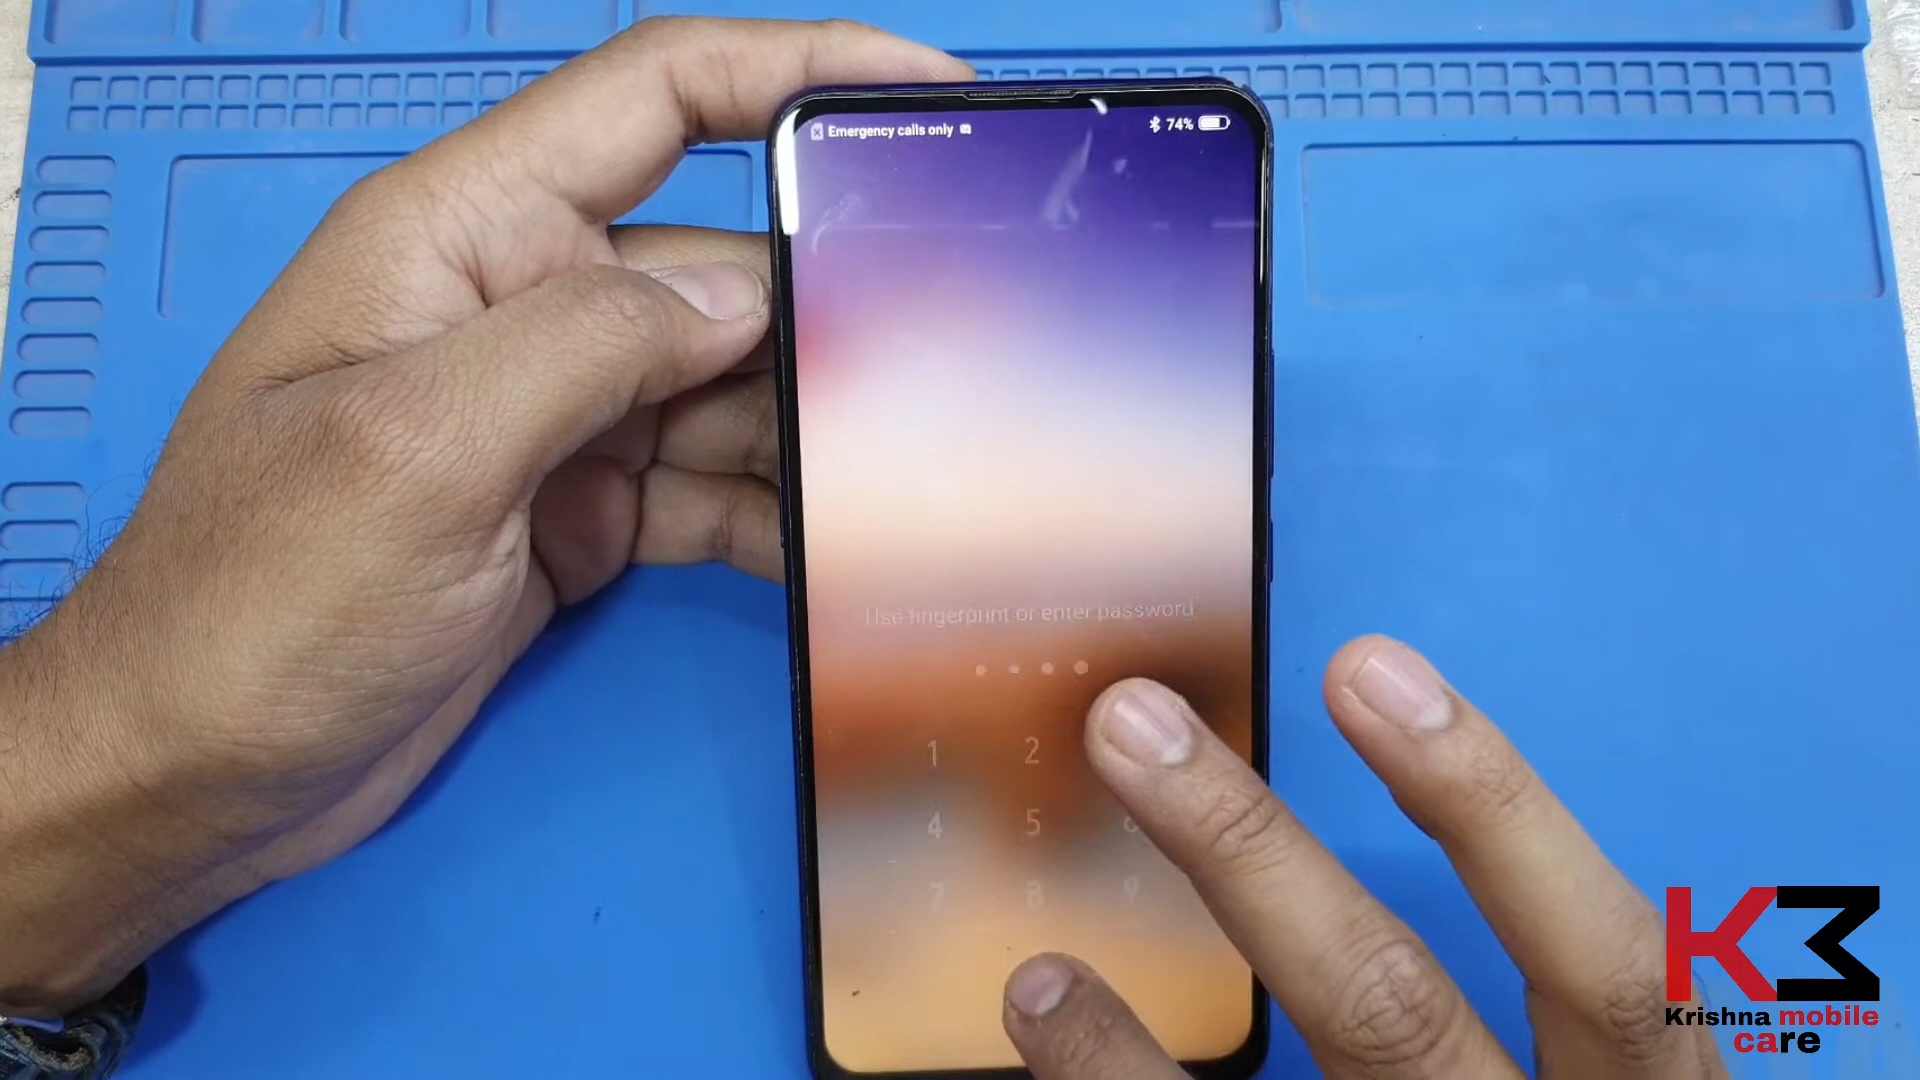 Emergency calls only
74%
Use fingerprint or enter password
1 2
4 5
7 8 9
K3
Krishna mobile
care